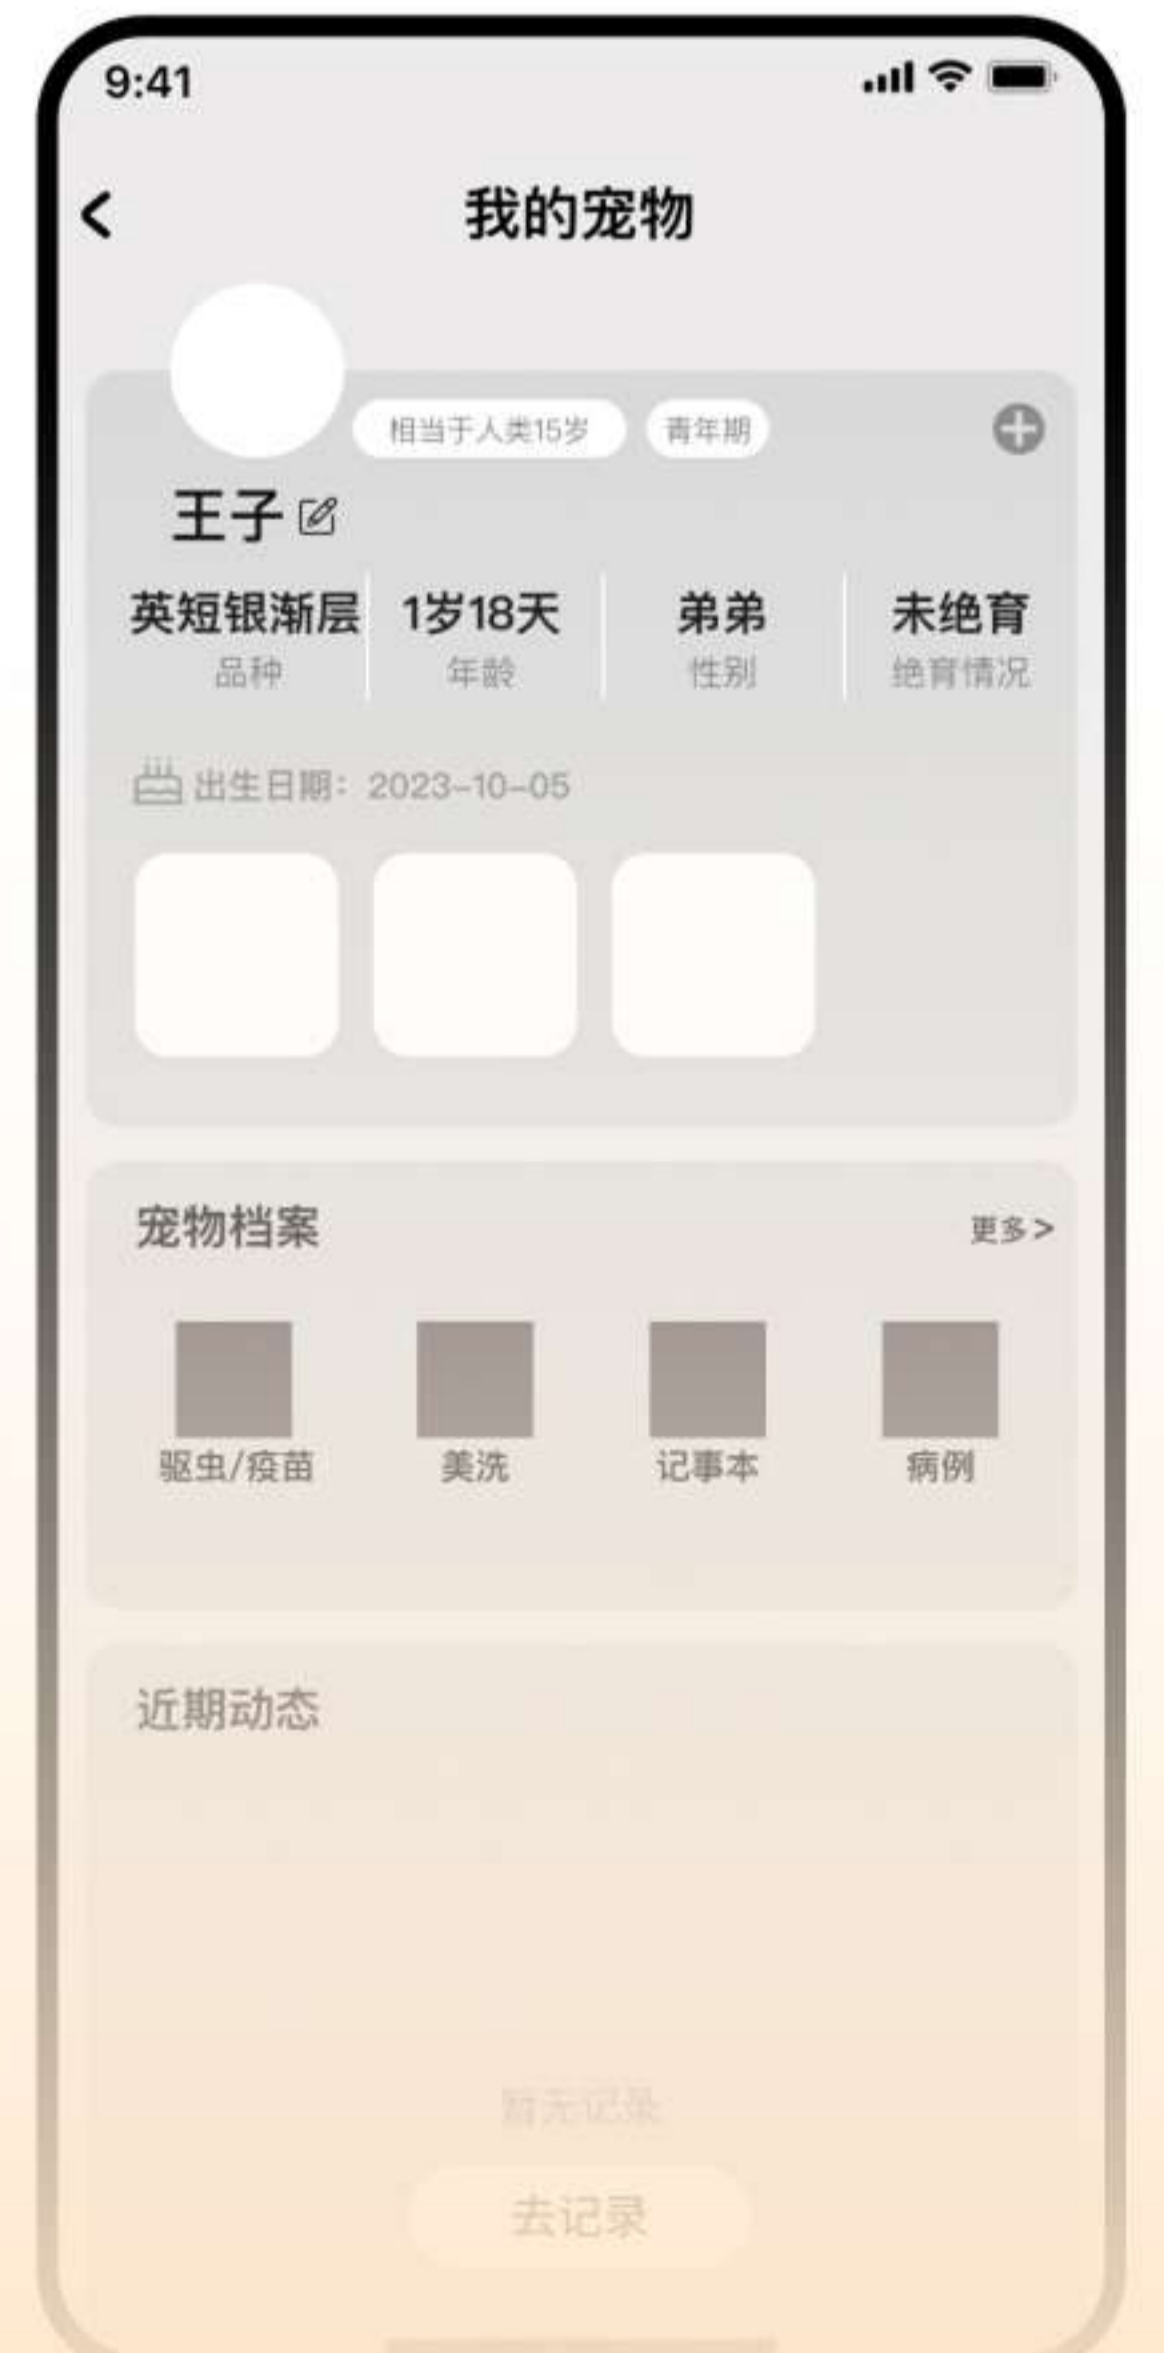 9:41
我的宠物
相当于人类15岁 青年期
王子
英短银渐层 1岁18天 弟弟 未绝育
品种 年龄 性别 绝育情况
出生日期：2023-10-05
宠物档案 更多>
驱虫/疫苗 美洗 记事本 病例
近期动态
暂无记录
去记录